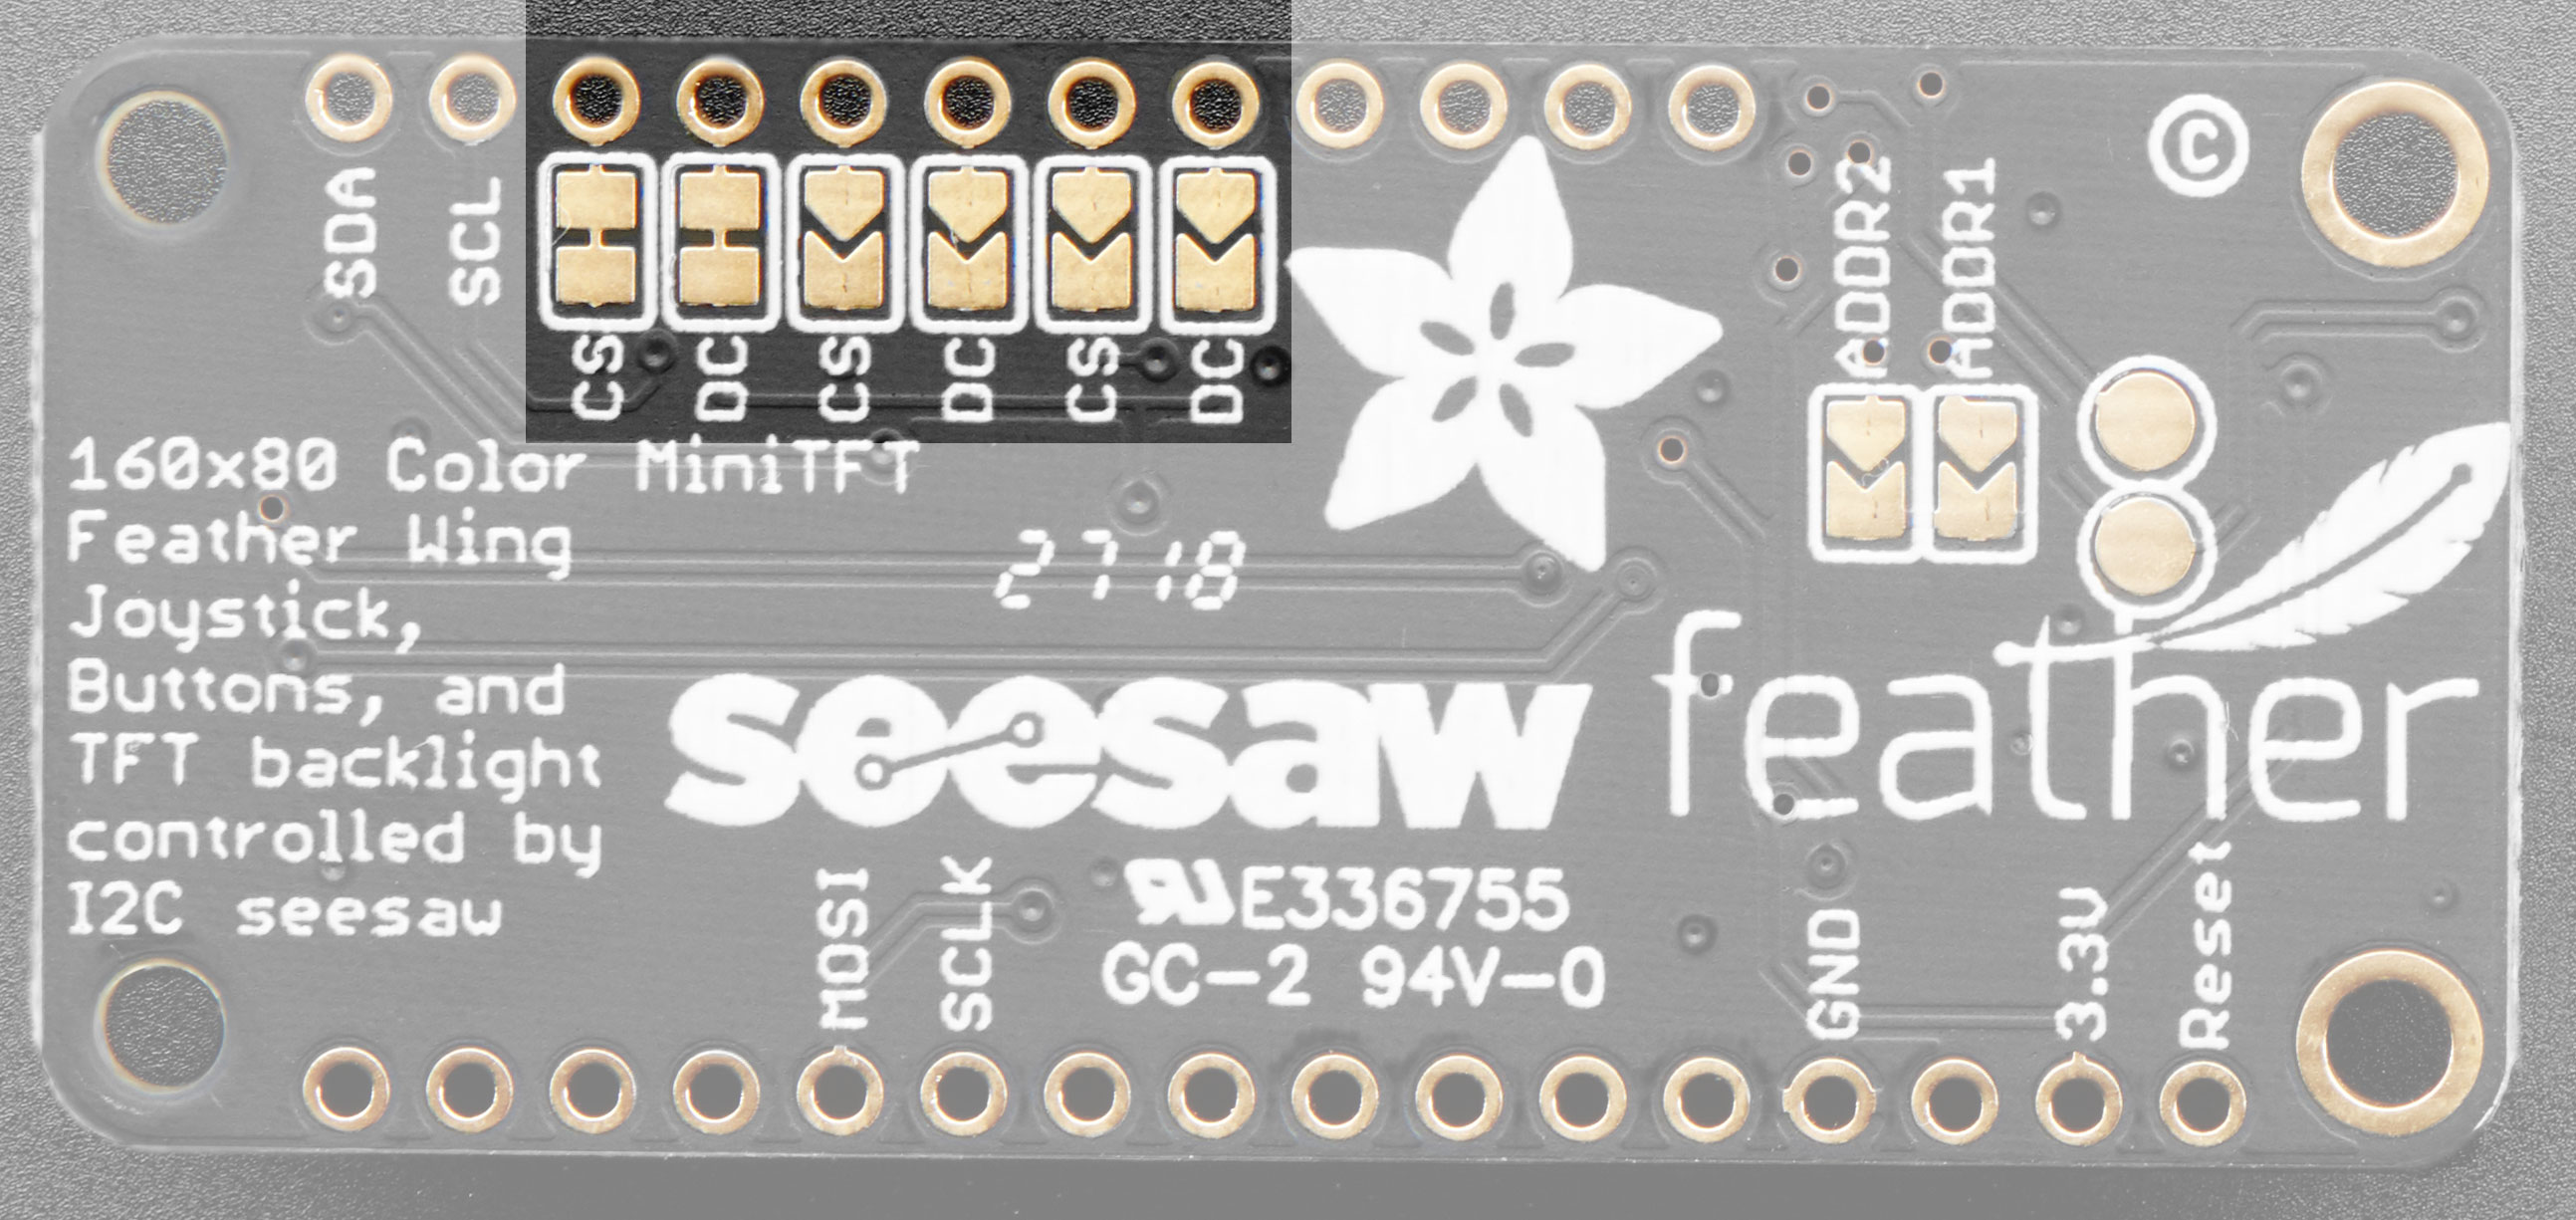 SDA
SCL
CS
DC
CS
DC
CS
DC
ADDR2
ADDR1
©
160x80 Color MiniTFT
Feather Wing
Joystick,
Buttons, and
TFT backlight
controlled by
I2C seesaw
2718
seesaw
feather
MOSI
SCLK
E336755
GC-2 94V-0
GND
3.3V
Reset